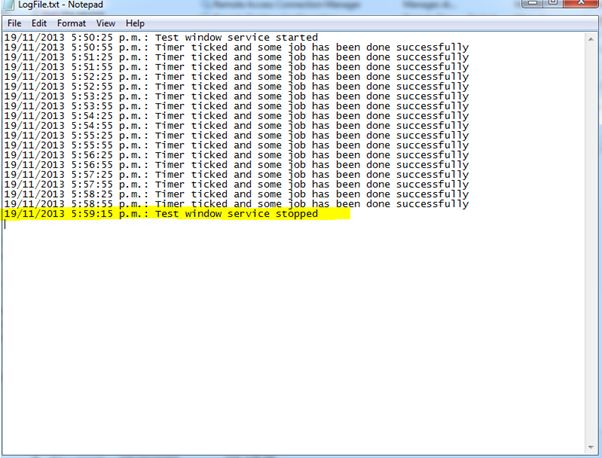 Remote Access Connection Manager
LogFile.txt - Notepad
File Edit Format View Help
19/11/2013 5:50:25 p.m.: Test window service started
19/11/2013 5:50:55 p.m.: Timer ticked and some job has been done successfully
19/11/2013 5:51:25 p.m.: Timer ticked and some job has been done successfully
19/11/2013 5:51:55 p.m.: Timer ticked and some job has been done successfully
19/11/2013 5:52:25 p.m.: Timer ticked and some job has been done successfully
19/11/2013 5:52:55 p.m.: Timer ticked and some job has been done successfully
19/11/2013 5:53:25 p.m.: Timer ticked and some job has been done successfully
19/11/2013 5:53:55 p.m.: Timer ticked and some job has been done successfully
19/11/2013 5:54:25 p.m.: Timer ticked and some job has been done successfully
19/11/2013 5:54:55 p.m.: Timer ticked and some job has been done successfully
19/11/2013 5:55:25 p.m.: Timer ticked and some job has been done successfully
19/11/2013 5:55:55 p.m.: Timer ticked and some job has been done successfully
19/11/2013 5:56:25 p.m.: Timer ticked and some job has been done successfully
19/11/2013 5:56:55 p.m.: Timer ticked and some job has been done successfully
19/11/2013 5:57:25 p.m.: Timer ticked and some job has been done successfully
19/11/2013 5:57:55 p.m.: Timer ticked and some job has been done successfully
19/11/2013 5:58:25 p.m.: Timer ticked and some job has been done successfully
19/11/2013 5:58:55 p.m.: Timer ticked and some job has been done successfully
19/11/2013 5:59:15 p.m.: Test window service stopped